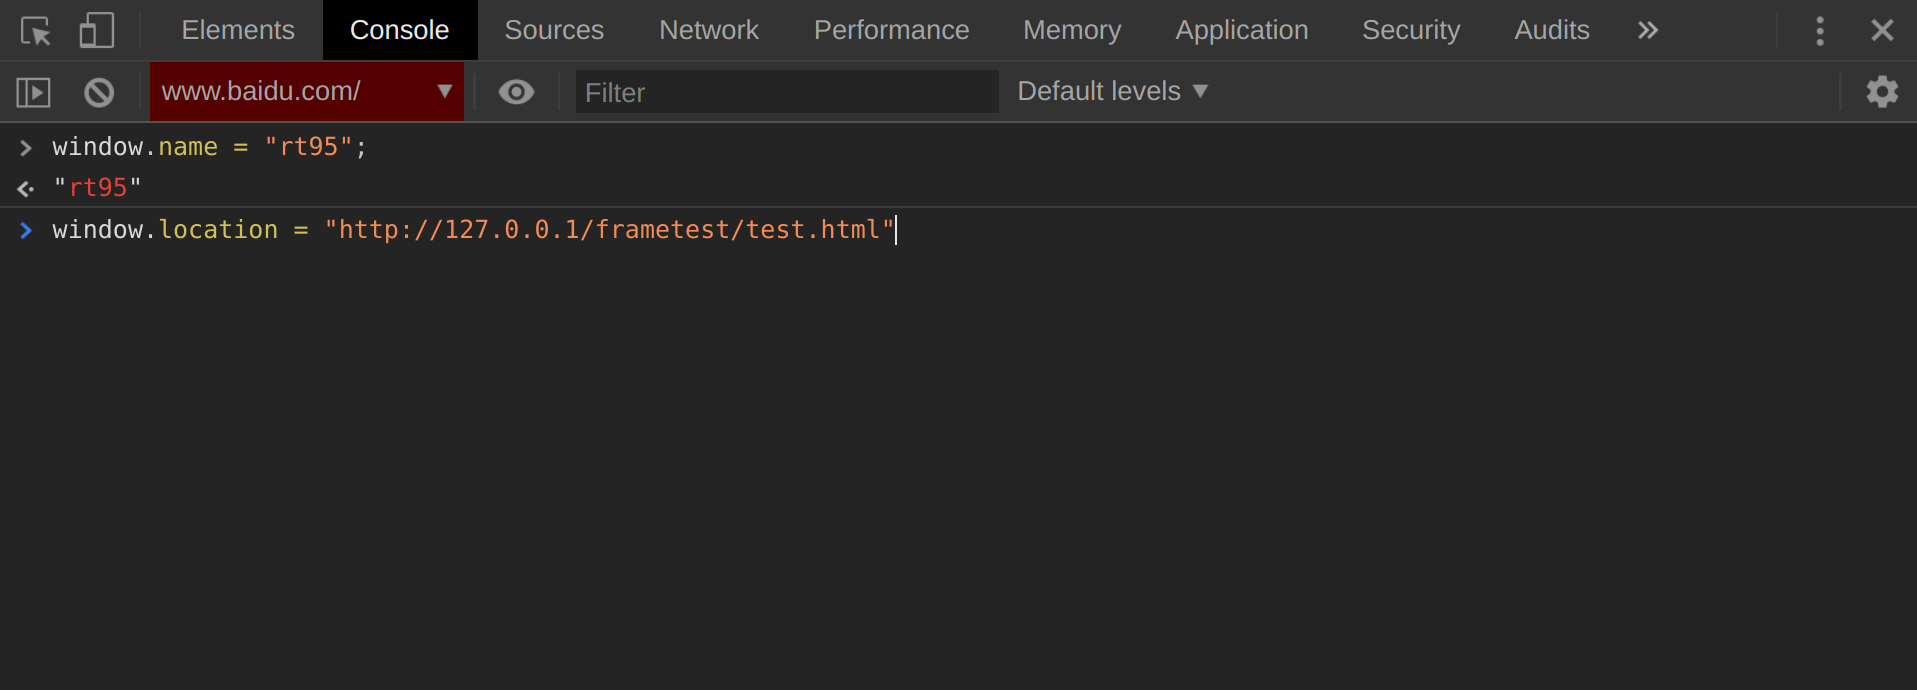 Elements Console Sources Network Performance Memory Application Security Audits »
www.baidu.com/ ▼ Filter Default levels ▼
> window.name = "rt95";
"rt95"
> window.location = "http://127.0.0.1/frametest/test.html"